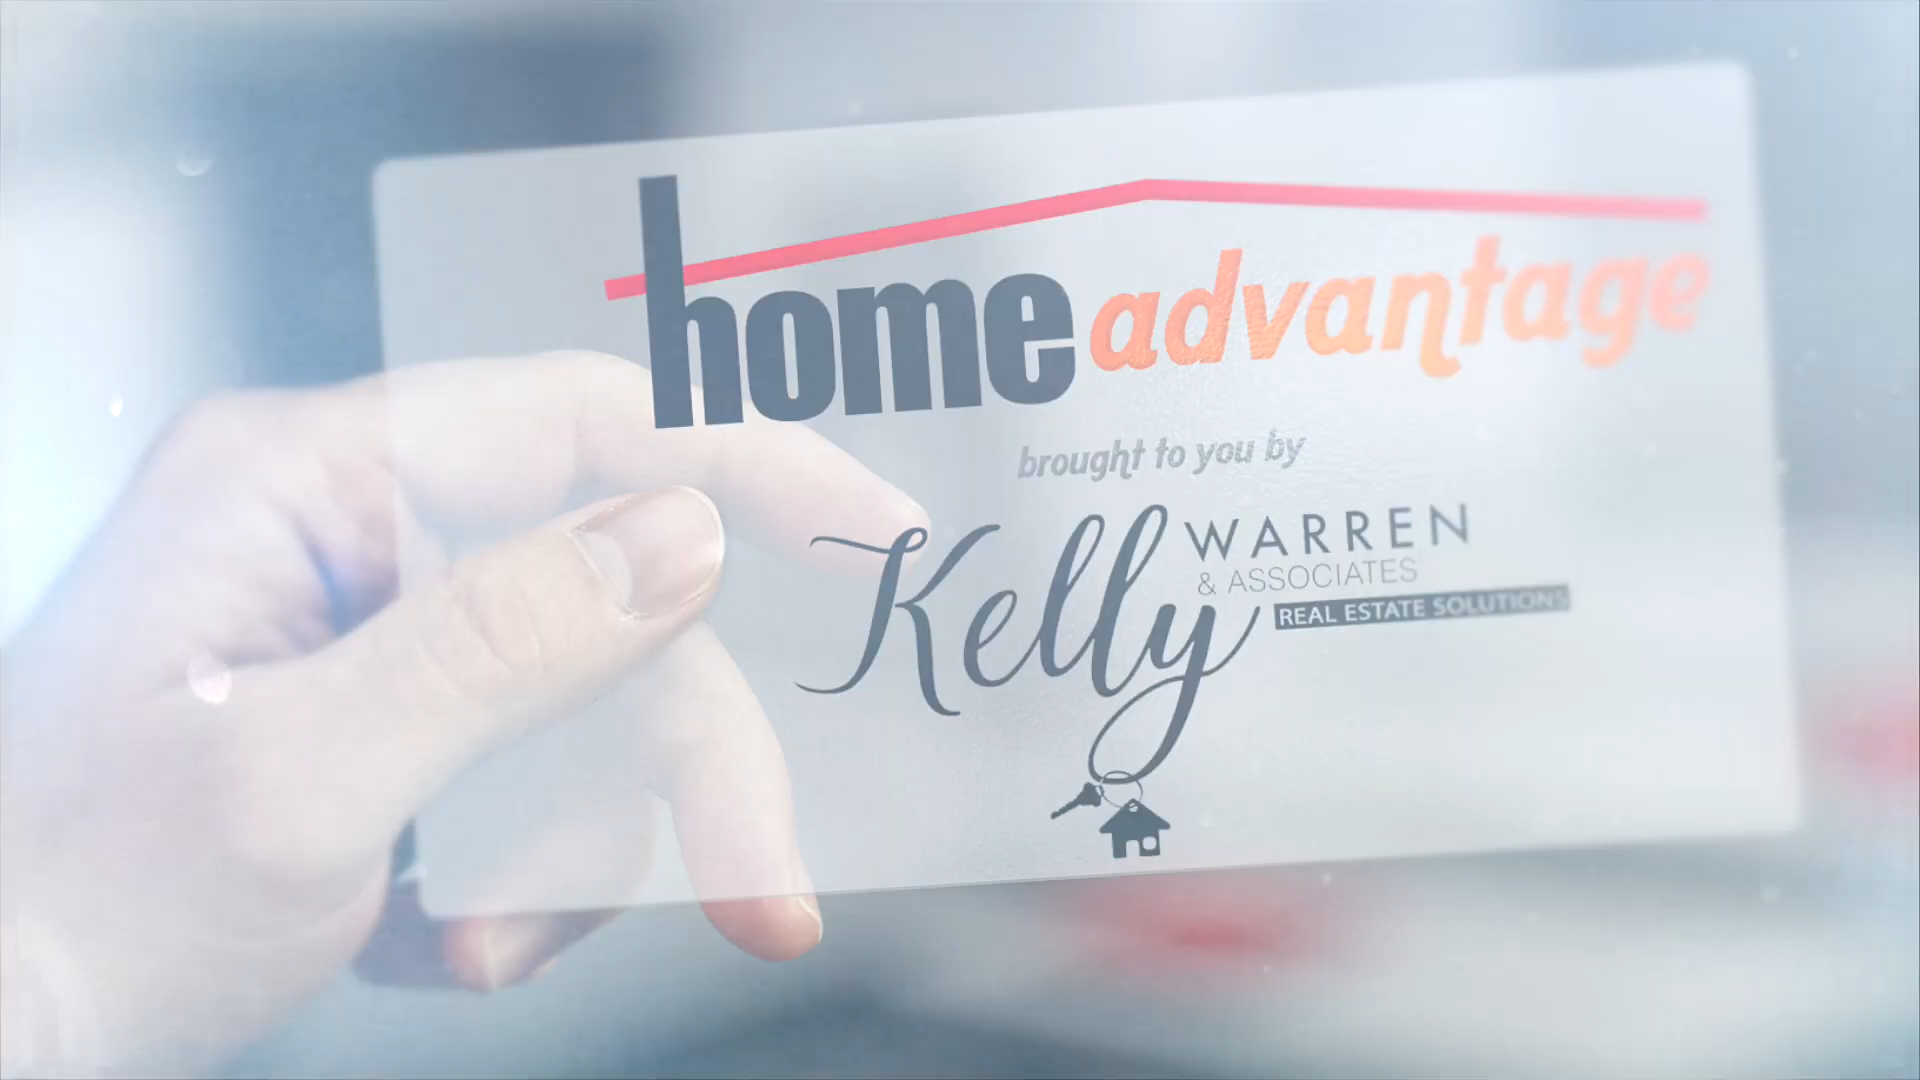 home advantage
brought to you by
Kelly WARREN
& ASSOCIATES
REAL ESTATE SOLUTIONS